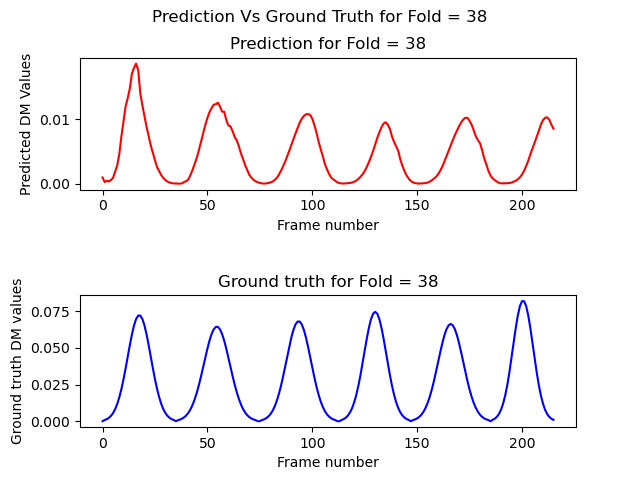 Prediction Vs Ground Truth for Fold = 38
Prediction for Fold = 38
Predicted DM Values
0.01
0.00
0 50 100 150 200
Frame number
Ground truth for Fold = 38
Ground truth DM values
0.075
0.050
0.025
0.000
0 50 100 150 200
Frame number